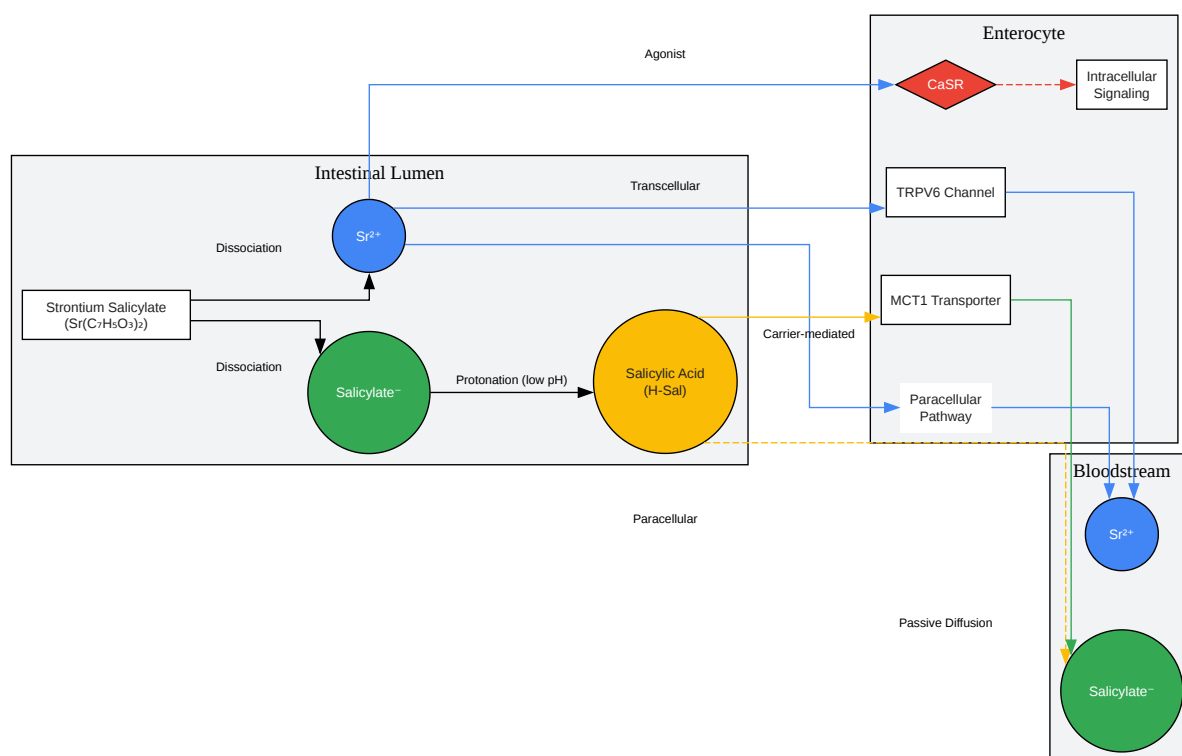 Enterocyte
Agonist
CaSR
Intracellular
Signaling
Intestinal Lumen
Transcellular
TRPV6 Channel
Sr²⁺
Dissociation
Strontium Salicylate
(Sr(C₇H₅O₃)₂)
MCT1 Transporter
Carrier-mediated
Dissociation
Salicylate⁻
Protonation (low pH)
Salicylic Acid
(H-Sal)
Paracellular
Pathway
Bloodstream
Paracellular
Sr²⁺
Passive Diffusion
Salicylate⁻